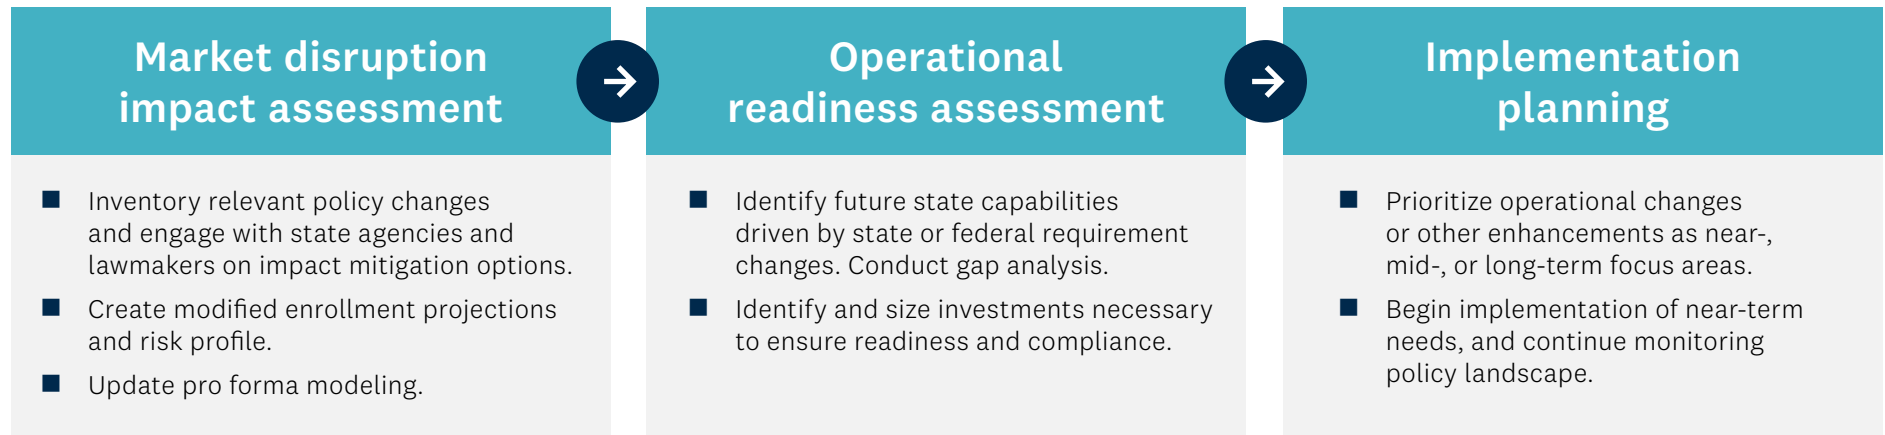 Market disruption
impact assessment
Inventory relevant policy changes
and engage with state agencies and
lawmakers on impact mitigation options.
Create modified enrollment projections
and risk profile.
Update pro forma modeling.
Operational
readiness assessment
Identify future state capabilities
driven by state or federal requirement
changes. Conduct gap analysis.
Identify and size investments necessary
to ensure readiness and compliance.
Implementation
planning
Prioritize operational changes
or other enhancements as near-,
mid-, or long-term focus areas.
Begin implementation of near-term
needs, and continue monitoring
policy landscape.